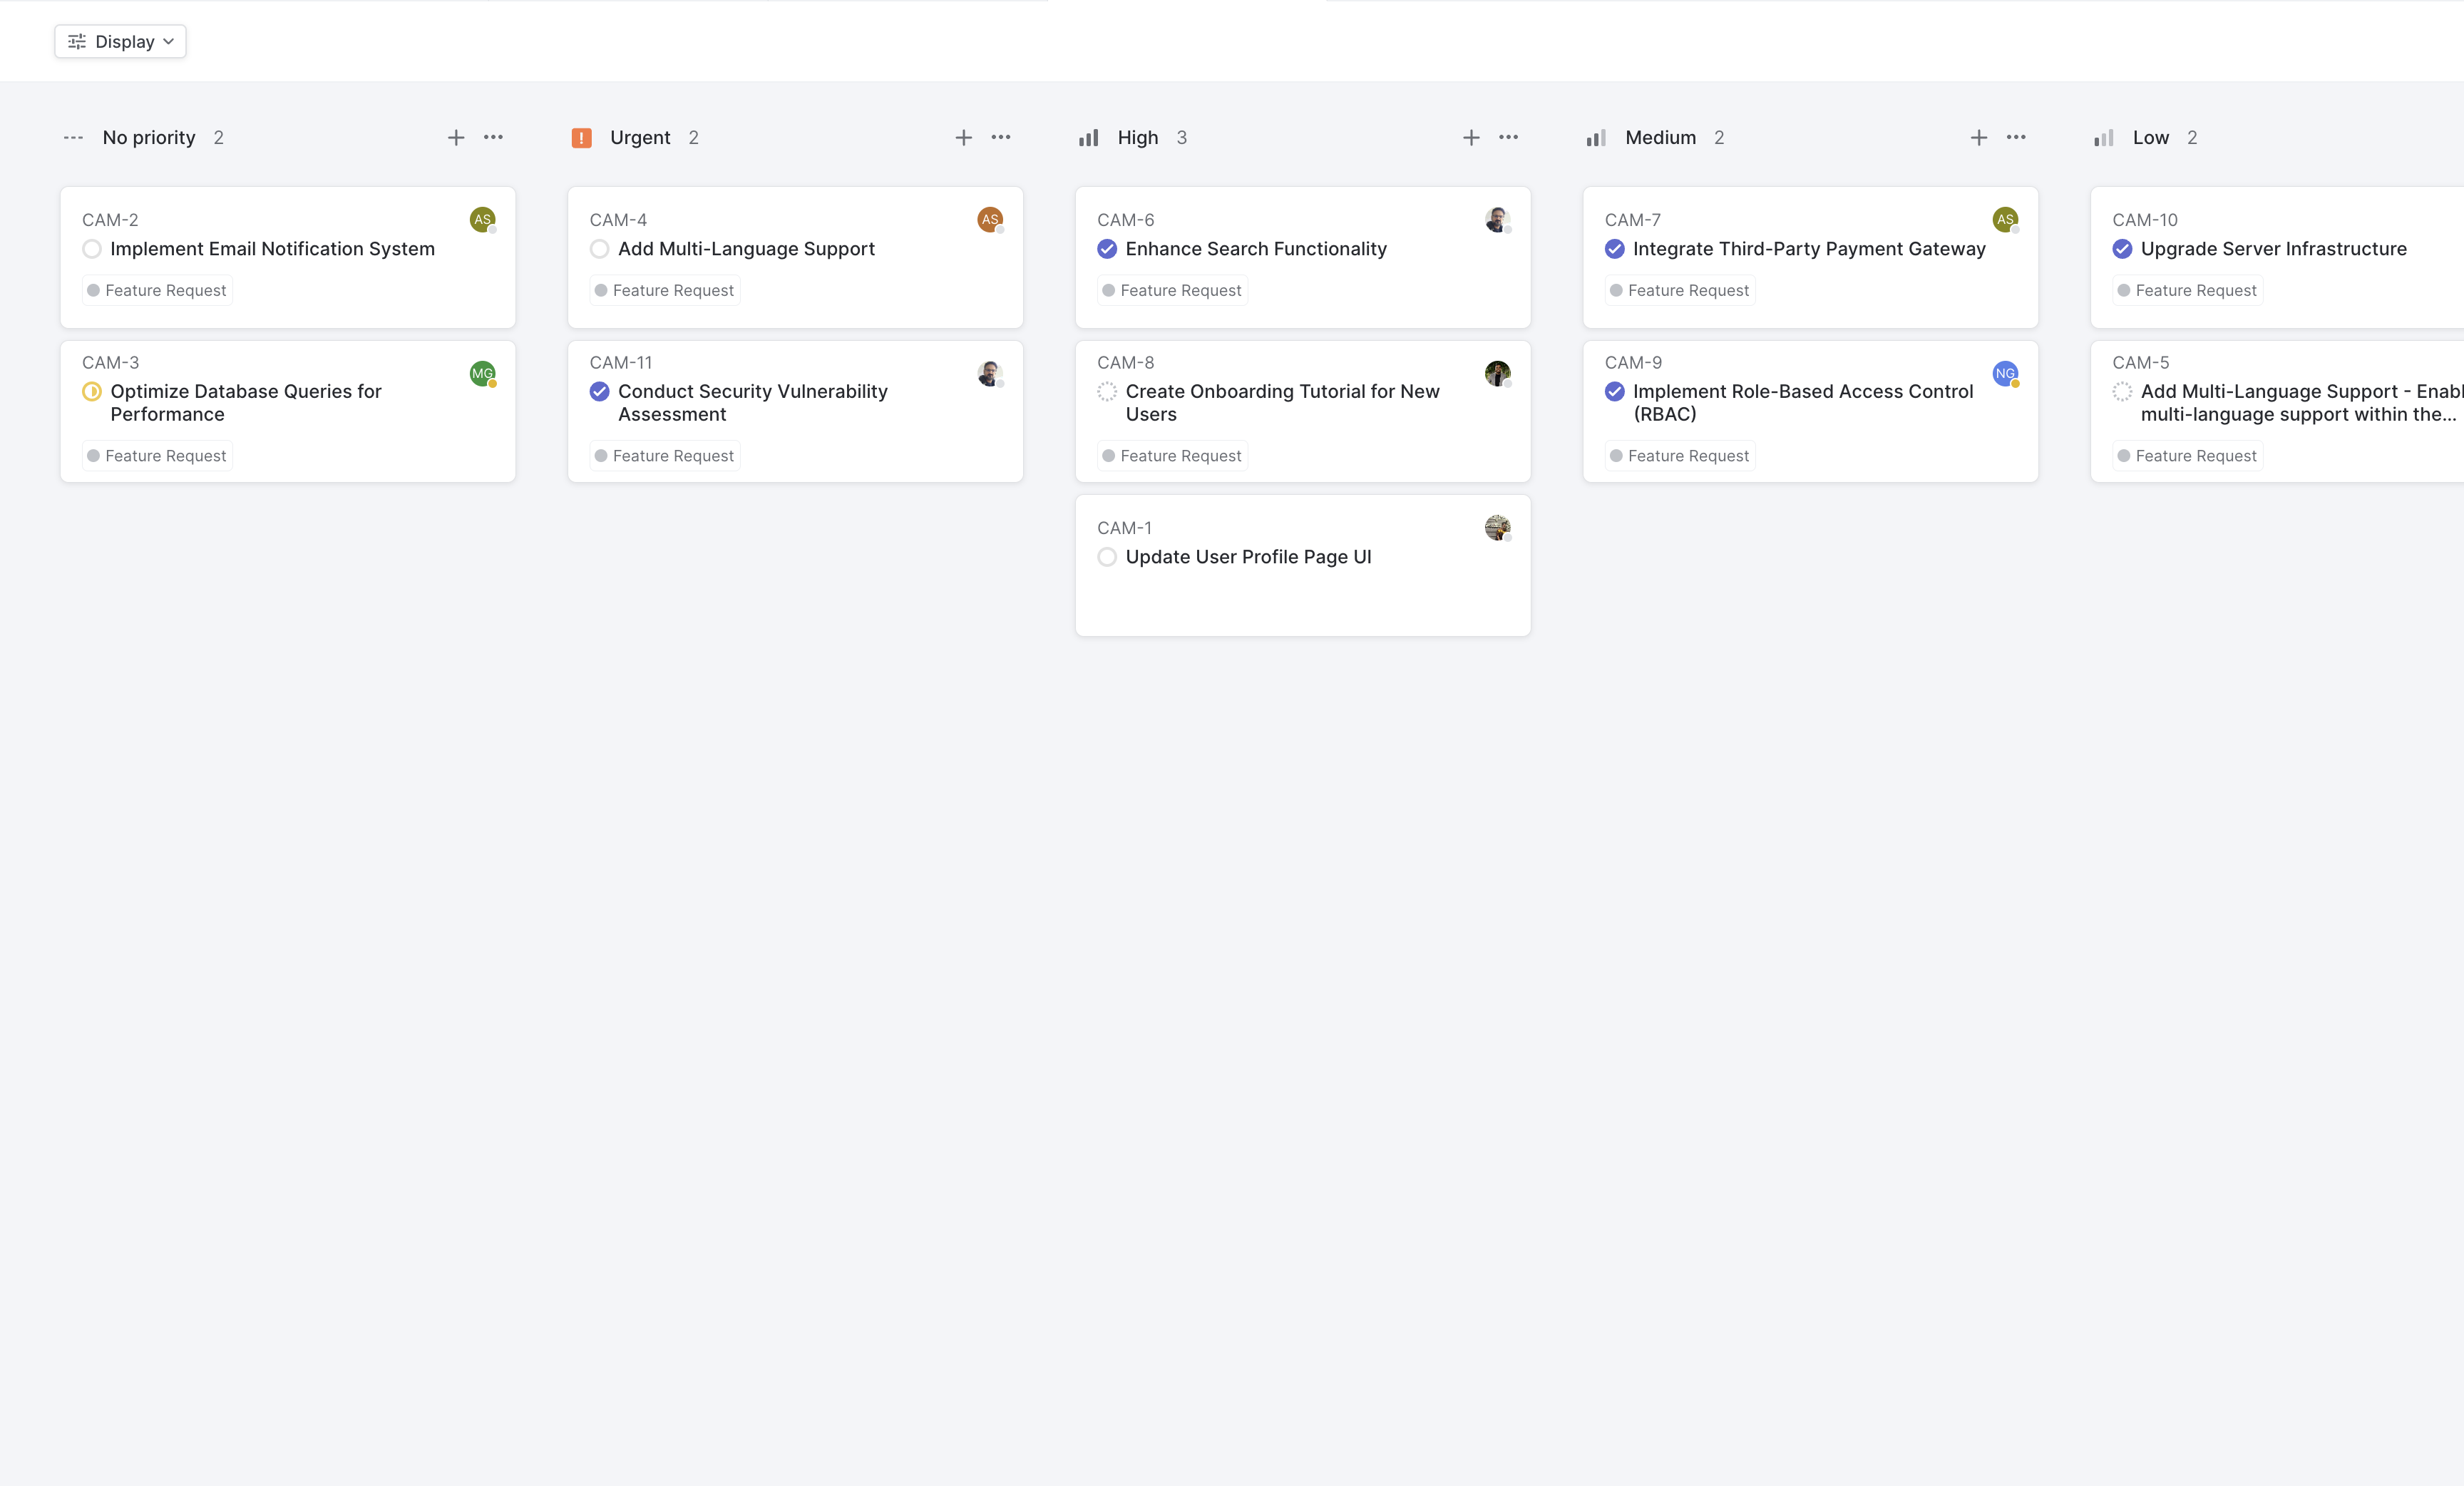 Display
No priority 2
CAM-2
AS
Implement Email Notification System
Feature Request
CAM-3
MG
Optimize Database Queries for
Performance
Feature Request
Urgent 2
CAM-4
AS
Add Multi-Language Support
Feature Request
CAM-11
Conduct Security Vulnerability
Assessment
Feature Request
High 3
CAM-6
Enhance Search Functionality
Feature Request
CAM-8
Create Onboarding Tutorial for New
Users
Feature Request
CAM-1
Update User Profile Page UI
Medium 2
CAM-7
AS
Integrate Third-Party Payment Gateway
Feature Request
CAM-9
NG
Implement Role-Based Access Control
(RBAC)
Feature Request
Low 2
CAM-10
Upgrade Server Infrastructure
Feature Request
CAM-5
Add Multi-Language Support - Enabl
multi-language support within the...
Feature Request